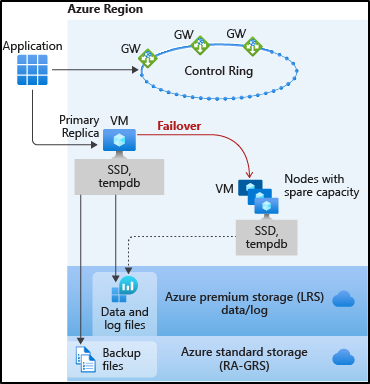 Azure Region
Application
GW
GW
GW
Control Ring
Primary
Replica
VM
Failover
SSD,
tempdb
VM
Nodes with
spare capacity
SSD,
tempdb
Data and
log files
Azure premium storage (LRS)
data/log
Backup
files
Azure standard storage
(RA-GRS)